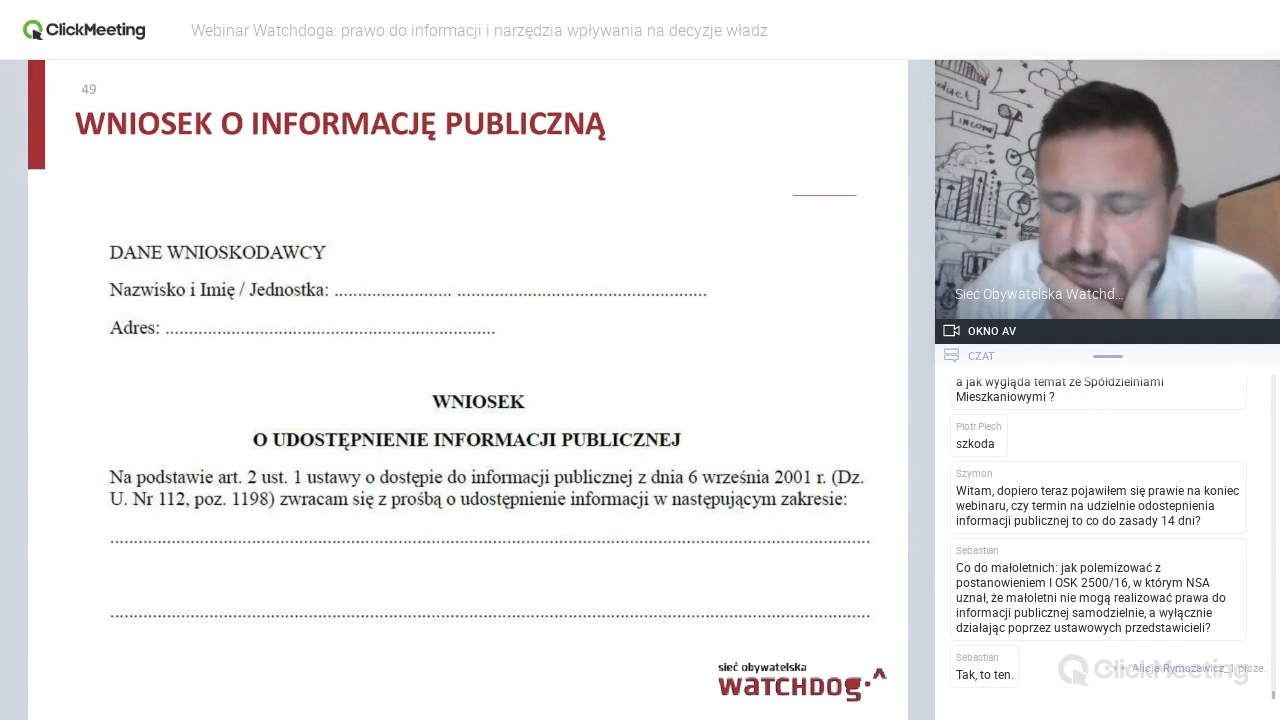 ClickMeeting
Webinar Watchdoga: prawo do informacji i narzędzia wpływania na decyzje władz
49
WNIOSEK O INFORMACJĘ PUBLICZNĄ
DANE WNIOSKODAWCY
Nazwisko i Imię / Jednostka: ......................... .....................................................
Adres: ......................................................................
WNIOSEK
O UDOSTĘPNIENIE INFORMACJI PUBLICZNEJ
Na podstawie art. 2 ust. 1 ustawy o dostępie do informacji publicznej z dnia 6 września 2001 r. (Dz.
U. Nr 112, poz. 1198) zwracam się z prośbą o udostępnienie informacji w następującym zakresie:
sieć obywatelska
WATCHDOG
duct
INCOME
Sieć Obywatelska Watchd...
OKNO AV
CZAT
a jak wygląda temat ze Spółdzielniami
Mieszkaniowymi ?
Piotr Piech
szkoda
Szymon
Witam, dopiero teraz pojawiłem się prawie na koniec
webinaru, czy termin na udzielnie odostepnienia
informacji publicznej to co do zasady 14 dni?
Sebastian
Co do małoletnich: jak polemizować z
postanowieniem I OSK 2500/16, w którym NSA
uznał, że małoletni nie mogą realizować prawa do
informacji publicznej samodzielnie, a wyłącznie
działając poprzez ustawowych przedstawicieli?
Sebastian
Tak, to ten.
ClickMeeting
Alicja Rymszewicz_1 pisze.